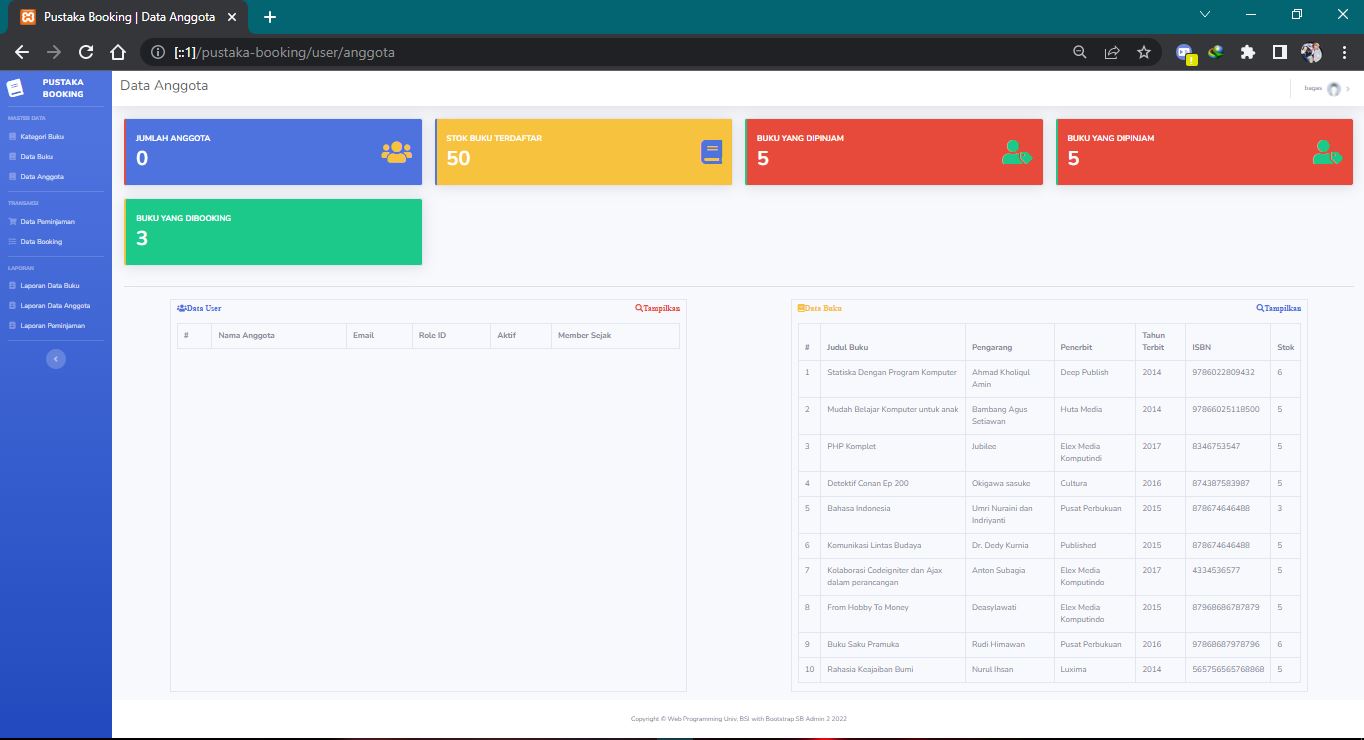 Pustaka Booking | Data Anggota
[::1]/pustaka-booking/user/anggota
PUSTAKA
BOOKING
MASTER DATA
Kategori Buku
Data Buku
Data Anggota
TRANSAKSI
Data Peminjaman
Data Booking
LAPORAN
Laporan Data Buku
Laporan Data Anggota
Laporan Peminjaman
Data Anggota
bagas
JUMLAH ANGGOTA
0
STOK BUKU TERDAFTAR
50
BUKU YANG DIPINJAM
5
BUKU YANG DIPINJAM
5
BUKU YANG DIBOOKING
3
Data User Tampilkan
# Nama Anggota Email Role ID Aktif Member Sejak
Data Buku Tampilkan
# Judul Buku Pengarang Penerbit Tahun Terbit ISBN Stok
1 Statiska Dengan Program Komputer Ahmad Kholiqul Amin Deep Publish 2014 9786022809432 6
2 Mudah Belajar Komputer untuk anak Bambang Agus Setiawan Huta Media 2014 97866025118500 5
3 PHP Komplet Jubilee Elex Media Komputindi 2017 8346753547 5
4 Detektif Conan Ep 200 Okigawa sasuke Cultura 2016 874387583987 5
5 Bahasa Indonesia Umri Nuraini dan Indriyanti Pusat Perbukuan 2015 878674646488 3
6 Komunikasi Lintas Budaya Dr. Dedy Kurnia Published 2015 878674646488 5
7 Kolaborasi Codeigniter dan Ajax dalam perancangan Anton Subagia Elex Media Komputindo 2017 4334536577 5
8 From Hobby To Money Deasylawati Elex Media Komputindo 2015 87968686787879 5
9 Buku Saku Pramuka Rudi Himawan Pusat Perbukuan 2016 97868687978796 6
10 Rahasia Keajaiban Bumi Nurul Ihsan Luxima 2014 565756565768868 5
Copyright © Web Programming Univ. BSI with Bootstrap SB Admin 2 2022